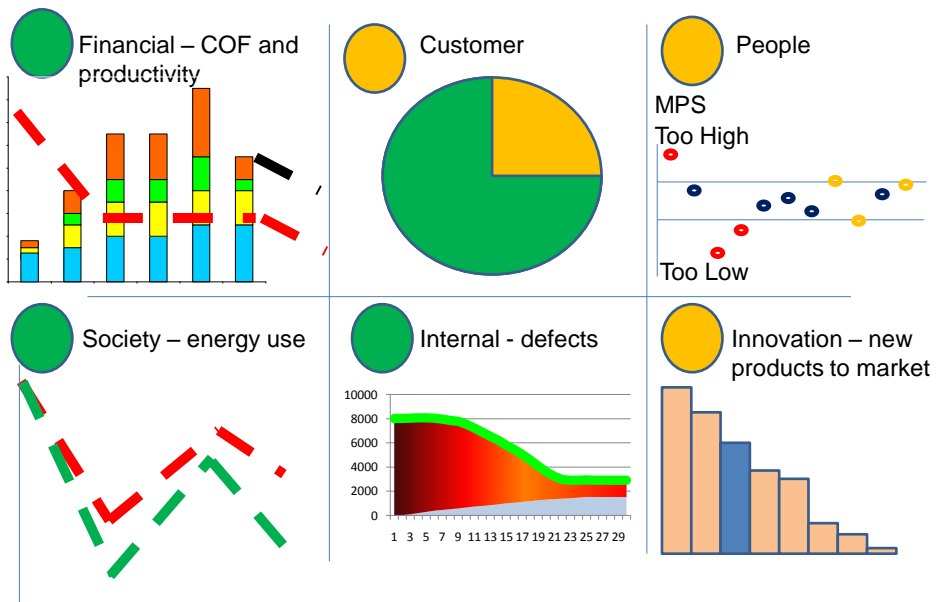 Financial – COF and
productivity
Customer
People
MPS
Too High
Too Low
Society – energy use
Internal - defects
10000
8000
6000
4000
2000
0
1 3 5 7 9 11 13 15 17 19 21 23 25 27 29
Innovation – new
products to market